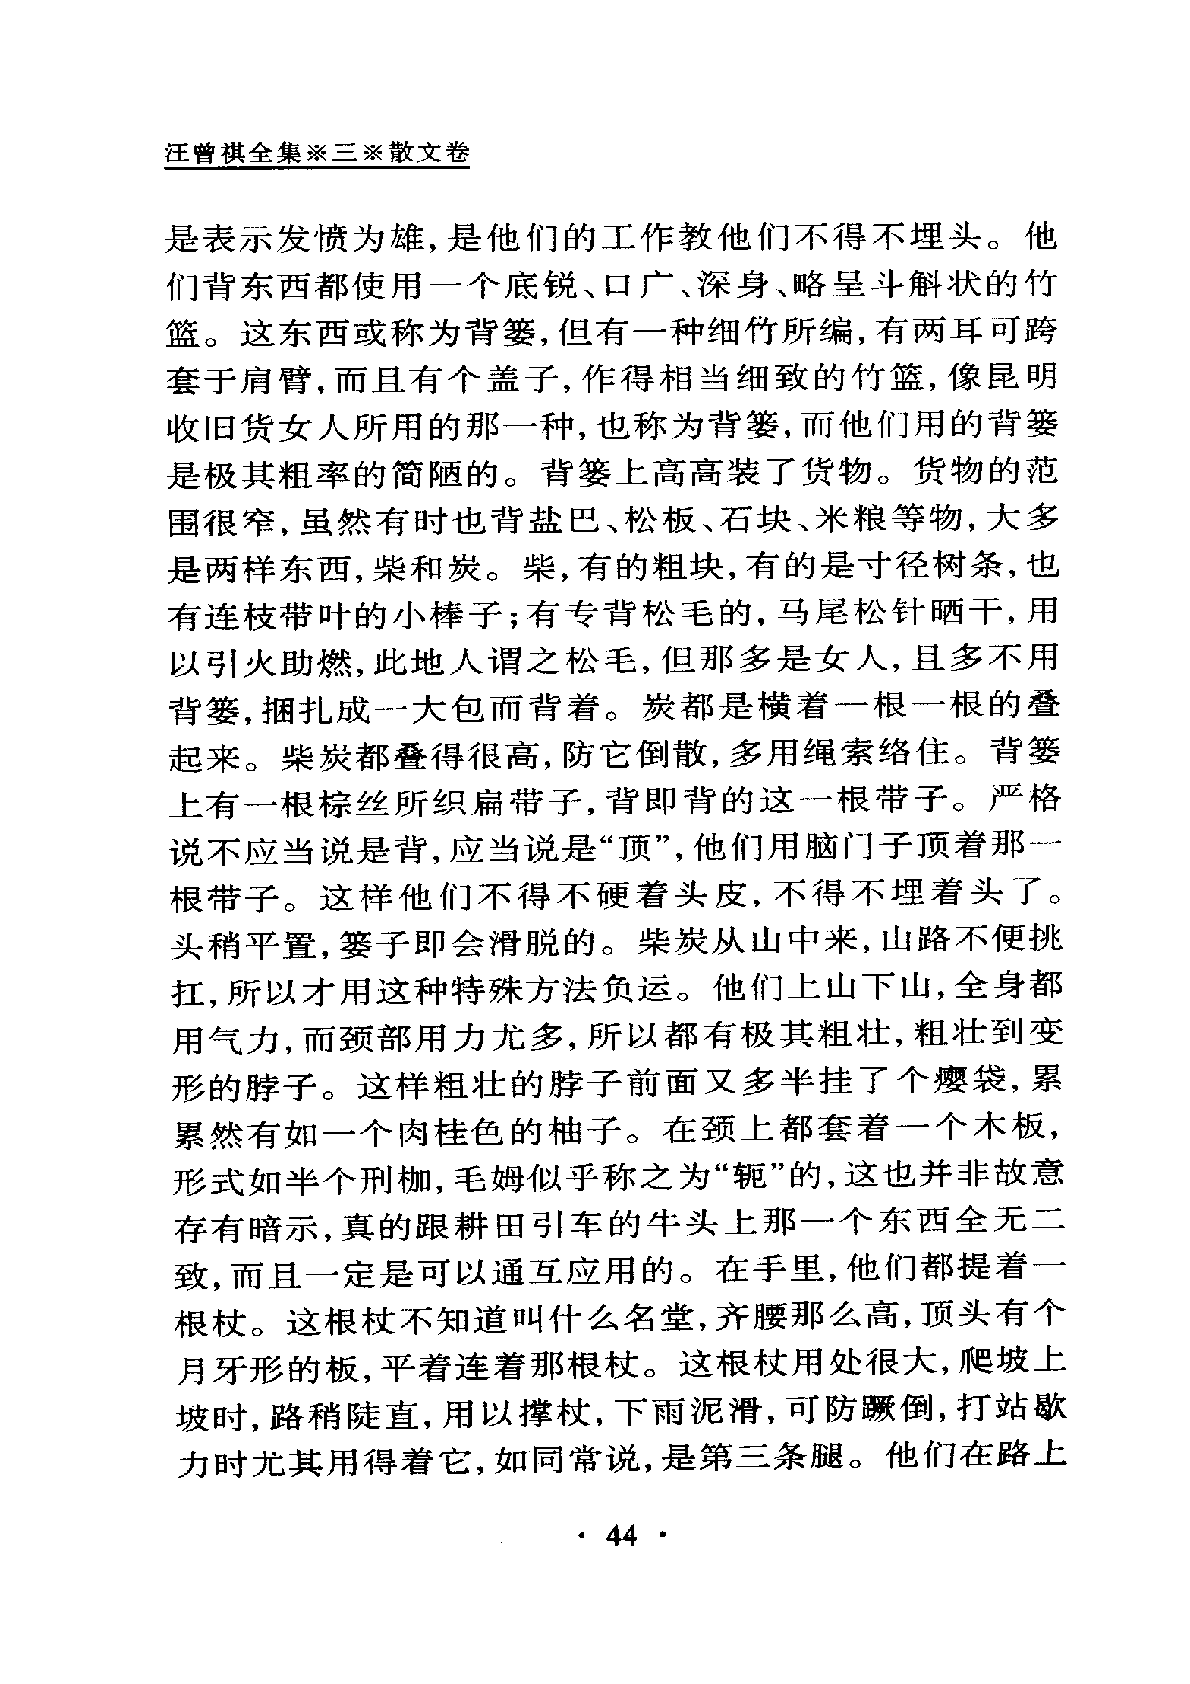 汪曾祺全集※三※散文卷
是表示发愤为雄,是他们的工作教他们不得不埋头。他
们背东西都使用一个底锐、口广、深身、略呈斗斛状的竹
篮。这东西或称为背篓,但有一种细竹所编,有两耳可跨
套于肩臂,而且有个盖子,作得相当细致的竹篮,像昆明
收旧货女人所用的那一种,也称为背篓,而他们用的背篓
是极其粗率的简陋的。背篓上高高装了货物。货物的范
围很窄,虽然有时也背盐巴、松板、石块、米粮等物,大多
是两样东西,柴和炭。柴,有的粗块,有的是寸径树条,也
有连枝带叶的小棒子;有专背松毛的,马尾松针晒干,用
以引火助燃,此地人谓之松毛,但那多是女人,且多不用
背篓,捆扎成一大包而背着。炭都是横着一根一根的叠
起来。柴炭都叠得很高,防它倒散,多用绳索络住。背篓
上有一根棕丝所织扁带子,背即背的这一根带子。严格
说不应当说是背,应当说是“顶”,他们用脑门子顶着那一
根带子。这样他们不得不硬着头皮,不得不埋着头了。
头稍平置,篓子即会滑脱的。柴炭从山中来,山路不便挑
扛,所以才用这种特殊方法负运。他们上山下山,全身都
用气力,而颈部用力尤多,所以都有极其粗壮,粗壮到变
形的脖子。这样粗壮的脖子前面又多半挂了个瘿袋,累
累然有如一个肉桂色的柚子。在颈上都套着一个木板,
形式如半个刑枷,毛姆似乎称之为“轭”的,这也并非故意
存有暗示,真的跟耕田引车的牛头上那一个东西全无二
致,而且一定是可以通互应用的。在手里,他们都提着一
根杖。这根杖不知道叫什么名堂,齐腰那么高,顶头有个
月牙形的板,平着连着那根杖。这根杖用处很大,爬坡上
坡时,路稍陡直,用以撑杖,下雨泥滑,可防蹶倒,打站歇
力时尤其用得着它,如同常说,是第三条腿。他们在路上
· 44 ·